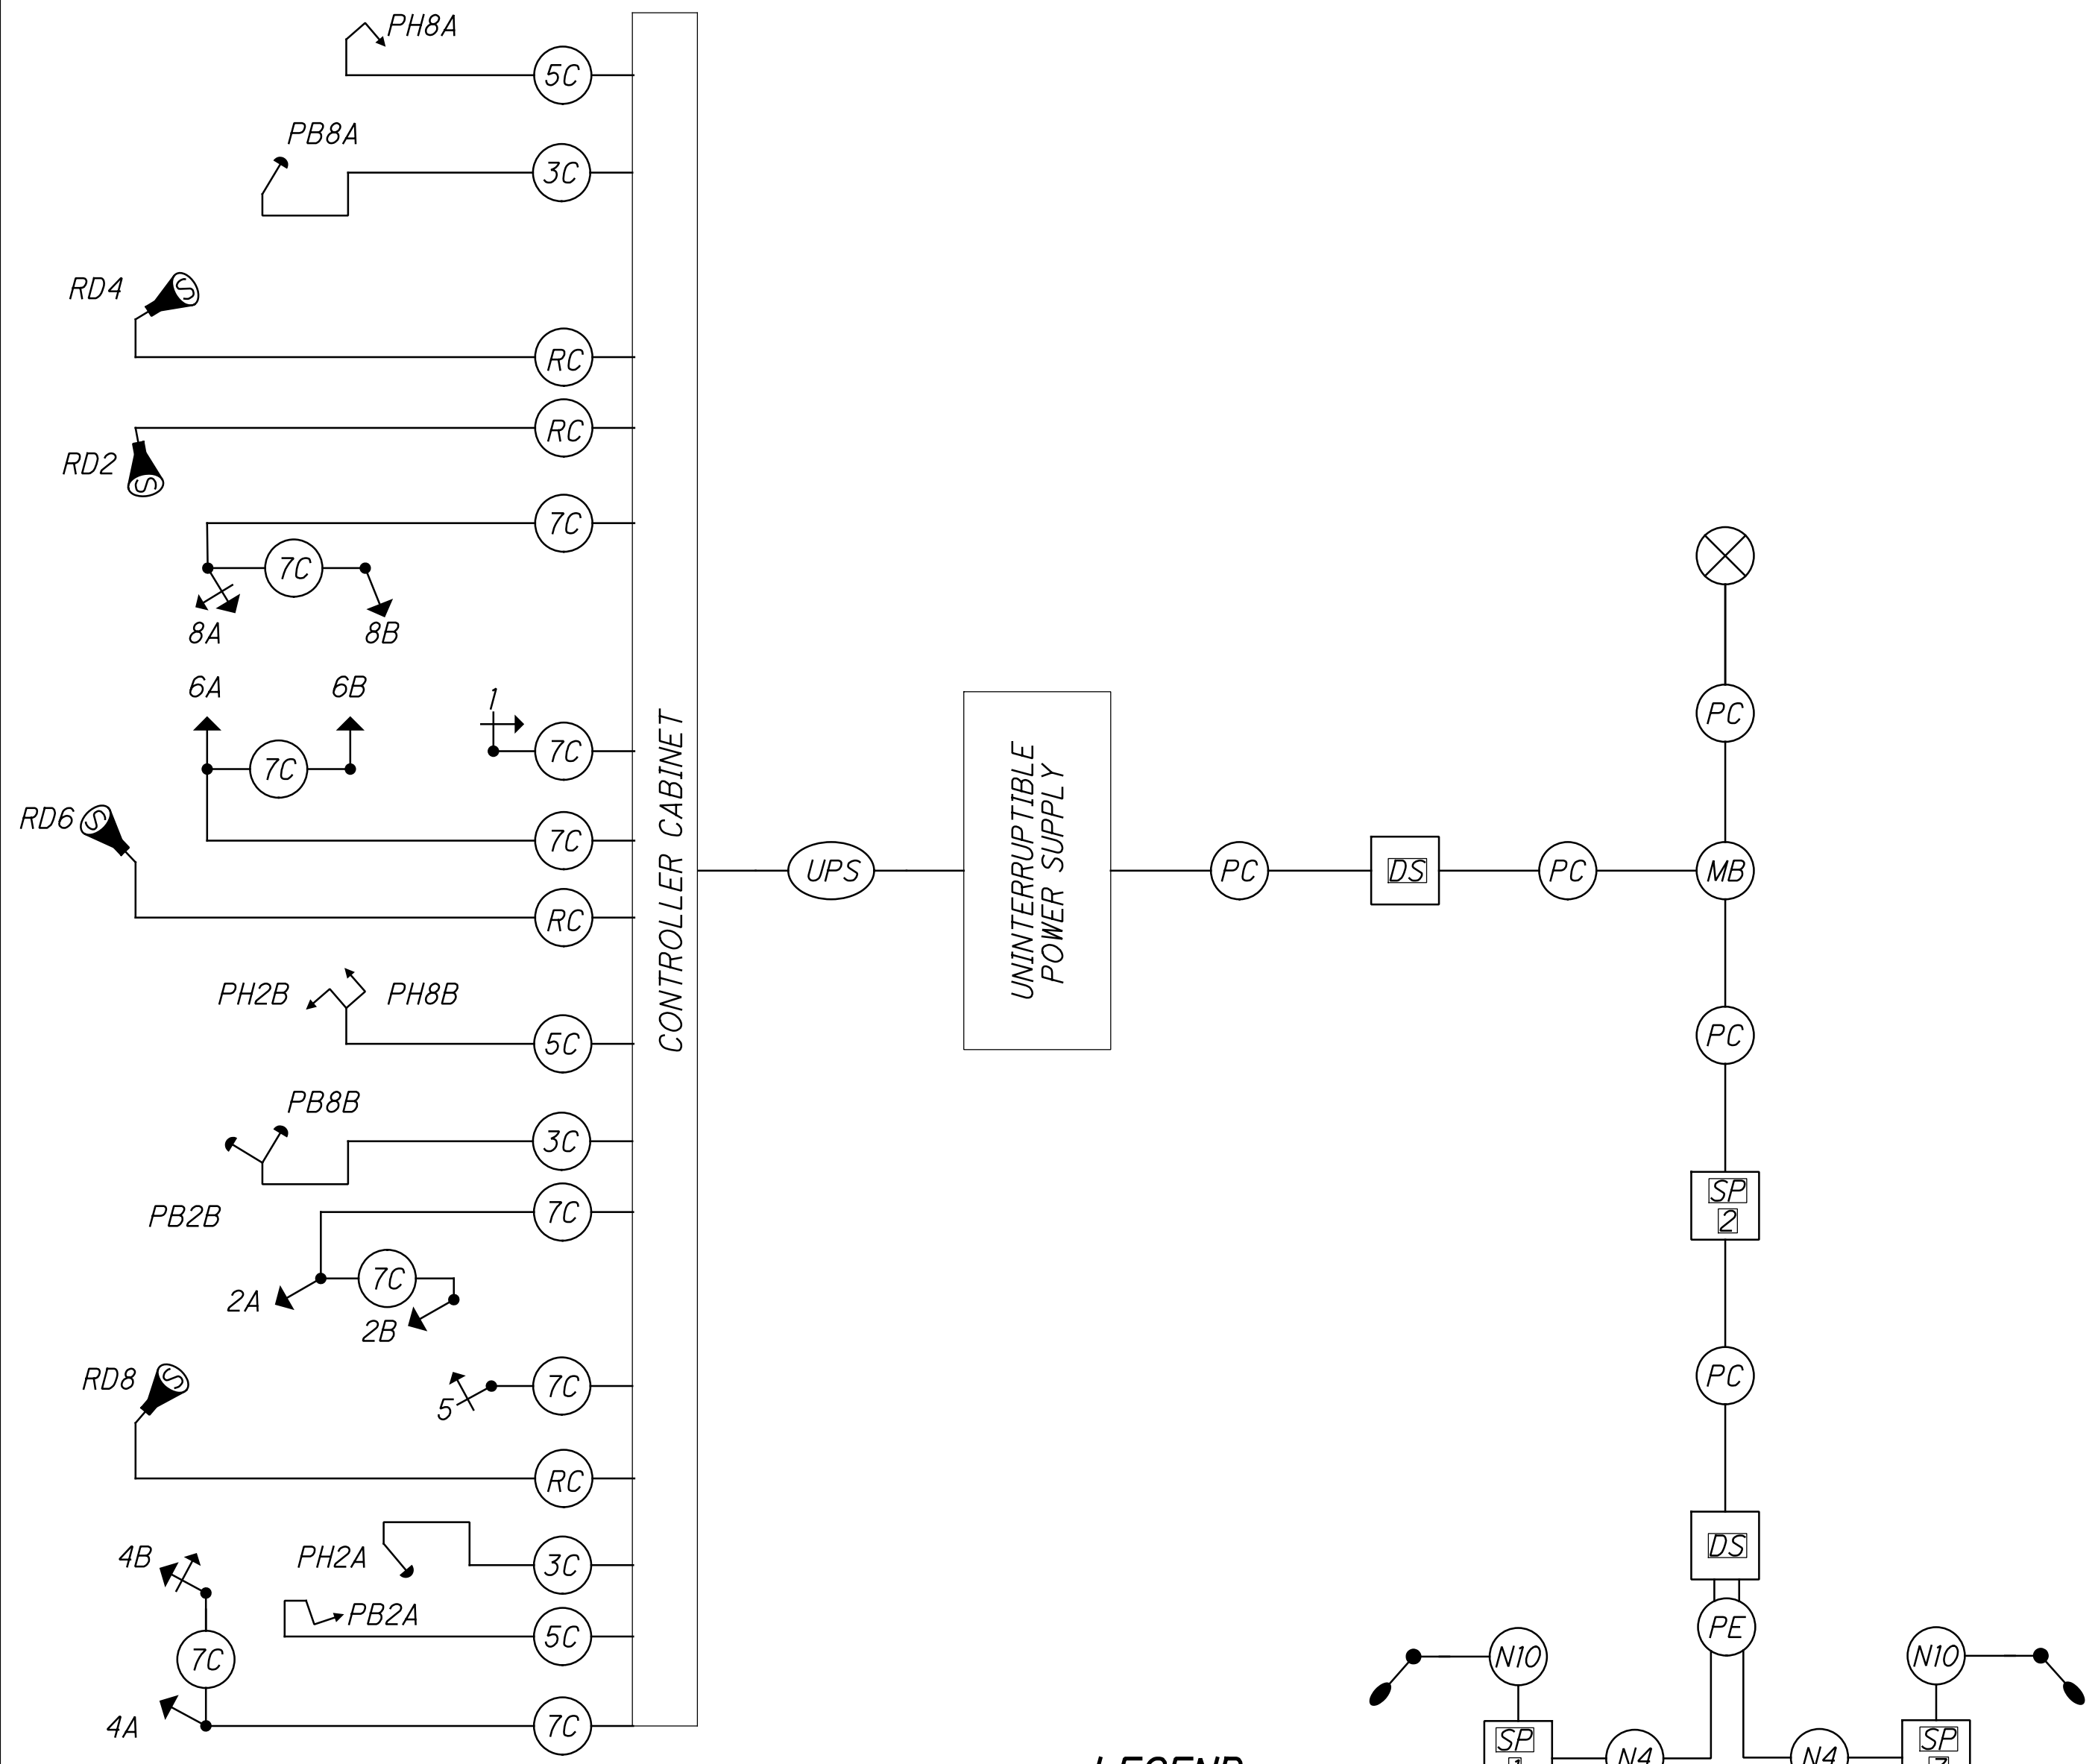 PH8A
5C
PB8A
3C
RD4
S
RC
RC
RD2
S
7C
7C
8A
8B
6A
6B
1
7C
7C
RD6
S
7C
RC
CONTROLLER CABINET
UPS
UNINTERRUPTIBLE
POWER SUPPLY
PC
DS
PC
MB
PC
PC
SP
2
PC
DS
PE
PH2B
PH8B
5C
PB8B
3C
PB2B
7C
7C
2A
2B
RD8
S
5
7C
RC
4B
PH2A
3C
PB2A
5C
7C
4A
7C
N10
N10
SP
1
N4
N4
SP
LEGEND